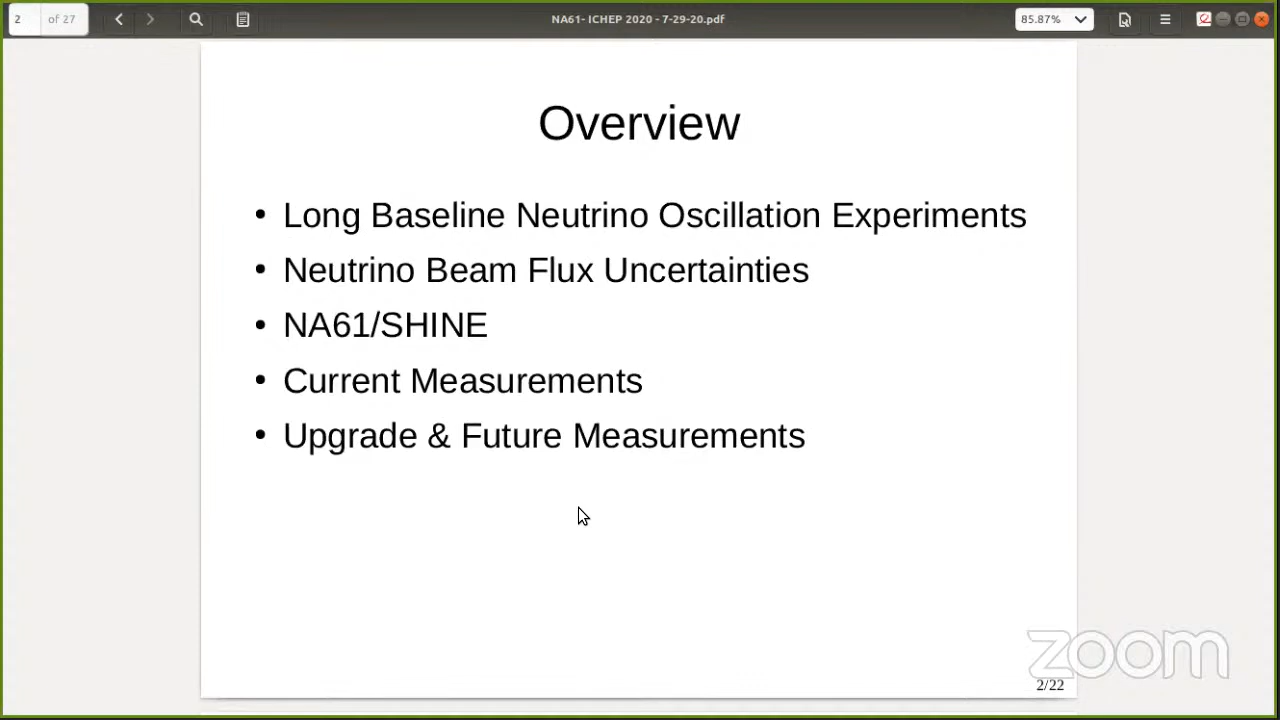 2 of 27
NA61- ICHEP 2020 - 7-29-20.pdf
85.87%
Overview
• Long Baseline Neutrino Oscillation Experiments
• Neutrino Beam Flux Uncertainties
• NA61/SHINE
• Current Measurements
• Upgrade & Future Measurements
zoom
2/22